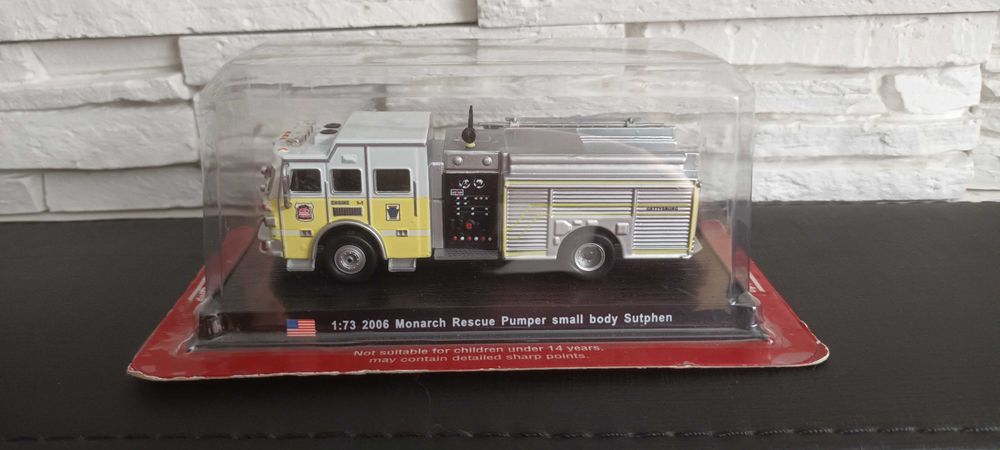 ENGINE 1-1
GETTYSBURG
1:73 2006 Monarch Rescue Pumper small body Sutphen
Not suitable for children under 14 years.
may contain detailed sharp points.